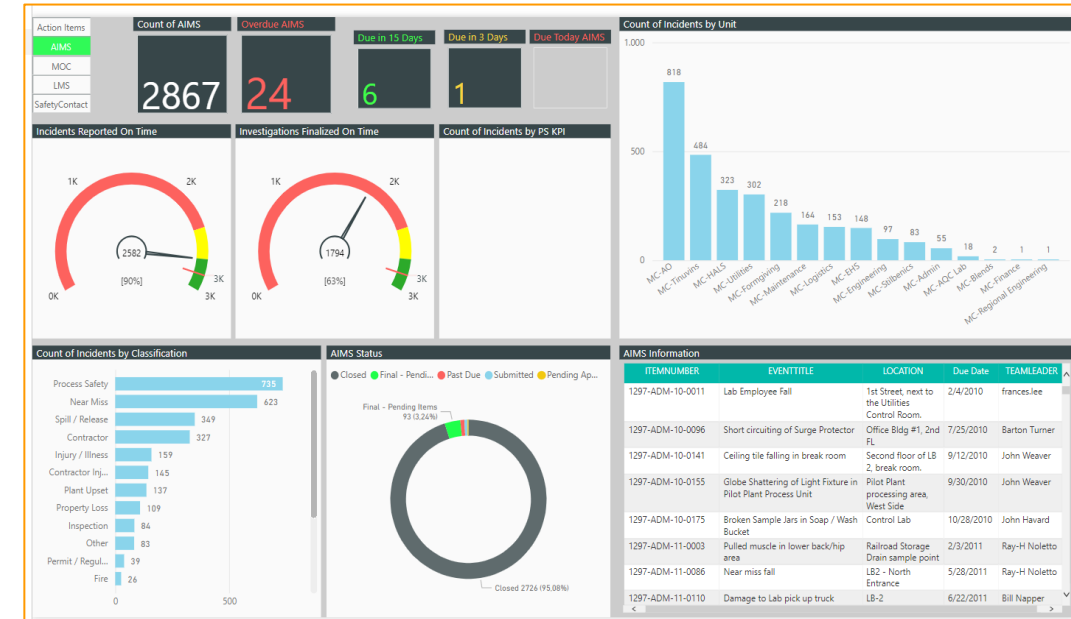 Action Items
AIMS
MOC
LMS
SafetyContact
Count of AIMS
2867
Overdue AIMS
24
Due in 15 Days
6
Due in 3 Days
1
Due Today AIMS
Count of Incidents by Unit
1.000
500
0
818
484
323
302
218
164
153
148
97
83
55
18
2
1
1
MC-AO
MC-Tinuvins
MC-HALS
MC-Utilities
MC-Formgiving
MC-Maintenance
MC-Logistics
MC-EHS
MC-Engineering
MC-Stilbenics
MC-Admin
MC-AQC Lab
MC-Blends
MC-Finance
MC-Regional Engineering
Incidents Reported On Time
0K
1K
2K
3K
3K
2582
[90%]
Investigations Finalized On Time
0K
1K
2K
3K
3K
1794
[63%]
Count of Incidents by PS KPI
Count of Incidents by Classification
Process Safety 735
Near Miss 623
Spill / Release 349
Contractor 327
Injury / Illness 159
Contractor Inj... 145
Plant Upset 137
Property Loss 109
Inspection 84
Other 83
Permit / Regul... 39
Fire 26
0 500
AIMS Status
Closed Final - Pendi... Past Due Submitted Pending Ap...
Final - Pending Items
93 (3,24%)
Closed 2726 (95,08%)
AIMS Information
ITEMNUMBER EVENTTITLE LOCATION Due Date TEAMLEADER
1297-ADM-10-0011 Lab Employee Fall 1st Street, next to 2/4/2010 frances.lee
the Utilities
Control Room.
1297-ADM-10-0096 Short circuiting of Surge Protector Office Bldg #1, 2nd 7/25/2010 Barton Turner
FL
1297-ADM-10-0141 Ceiling tile falling in break room Second floor of LB 9/12/2010 John Weaver
2, break room.
1297-ADM-10-0155 Globe Shattering of Light Fixture in Pilot Plant 9/30/2010 John Weaver
Pilot Plant Process Unit processing area,
West Side
1297-ADM-10-0175 Broken Sample Jars in Soap / Wash Control Lab 10/28/2010 John Havard
Bucket
1297-ADM-11-0003 Pulled muscle in lower back/hip Railroad Storage 2/3/2011 Ray-H Noletto
area Drain sample point
1297-ADM-11-0086 Near miss fall LB2 - North 5/28/2011 Ray-H Noletto
Entrance
1297-ADM-11-0110 Damage to Lab pick up truck LB-2 6/22/2011 Bill Napper